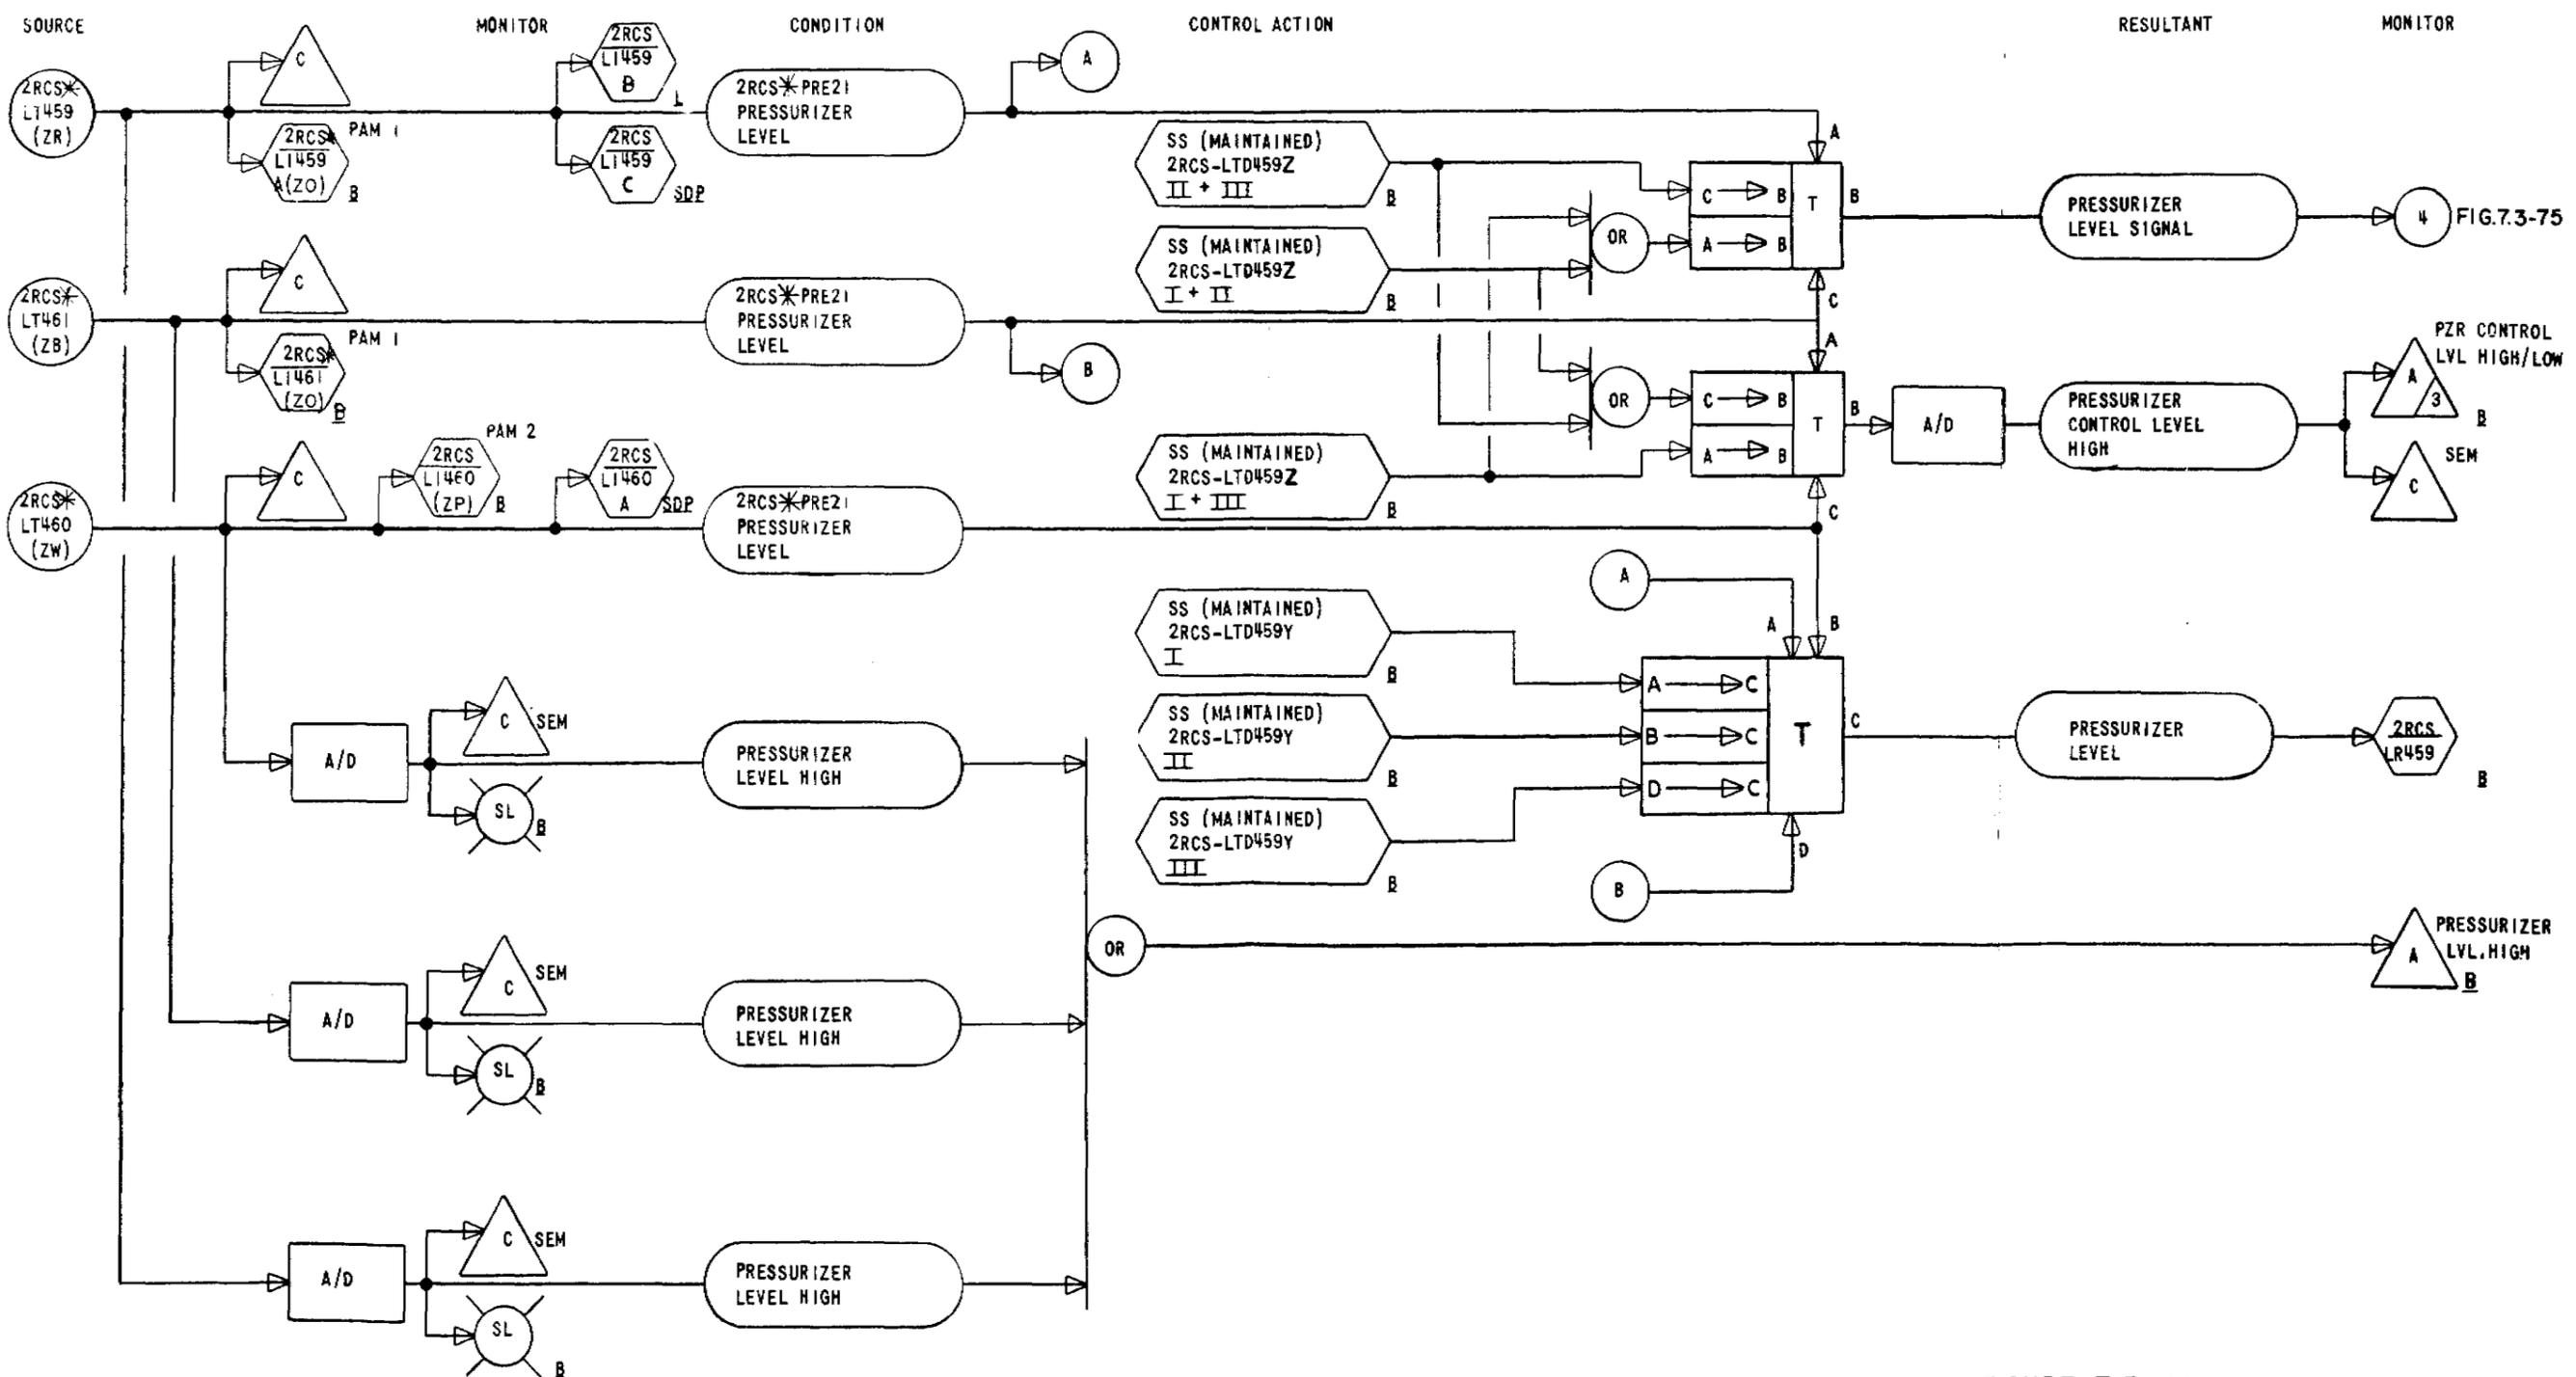 SOURCE MONITOR CONDITION CONTROL ACTION RESULTANT MONITOR
2RCS*
LT459
(ZR)
C
2RCS*
LI459
A(ZO)
PAM 1
B
2RCS
LI459
B
L
2RCS
LI459
C
SDP
2RCS*PRE21
PRESSURIZER
LEVEL
A
SS (MAINTAINED)
2RCS-LTD459Z
II + III
B
A
C B
A B
T
B
C
OR
PRESSURIZER
LEVEL SIGNAL
4
FIG.7.3-75
2RCS*
LT461
(ZB)
C
2RCS*
LI461
(ZO)
PAM 1
B
2RCS*PRE21
PRESSURIZER
LEVEL
B
SS (MAINTAINED)
2RCS-LTD459Z
I + II
B
OR
A
C B
A B
T
B
C
A/D
PRESSURIZER
CONTROL LEVEL
HIGH
PZR CONTROL
LVL HIGH/LOW
A
3
B
SEM
C
2RCS*
LT460
(ZW)
C
PAM 2
2RCS
LI460
(ZP)
B
2RCS
LI460
A
SDP
2RCS*PRE21
PRESSURIZER
LEVEL
SS (MAINTAINED)
2RCS-LTD459Z
I + III
B
A
SS (MAINTAINED)
2RCS-LTD459Y
I
B
SS (MAINTAINED)
2RCS-LTD459Y
II
B
SS (MAINTAINED)
2RCS-LTD459Y
III
B
A B
A C
B C
D C
T
C
D
B
PRESSURIZER
LEVEL
2RCS
LR459
B
A/D
C
SEM
SL
B
PRESSURIZER
LEVEL HIGH
A/D
C
SEM
SL
B
PRESSURIZER
LEVEL HIGH
OR
A
PRESSURIZER
LVL.HIGH
B
A/D
C
SEM
SL
B
PRESSURIZER
LEVEL HIGH